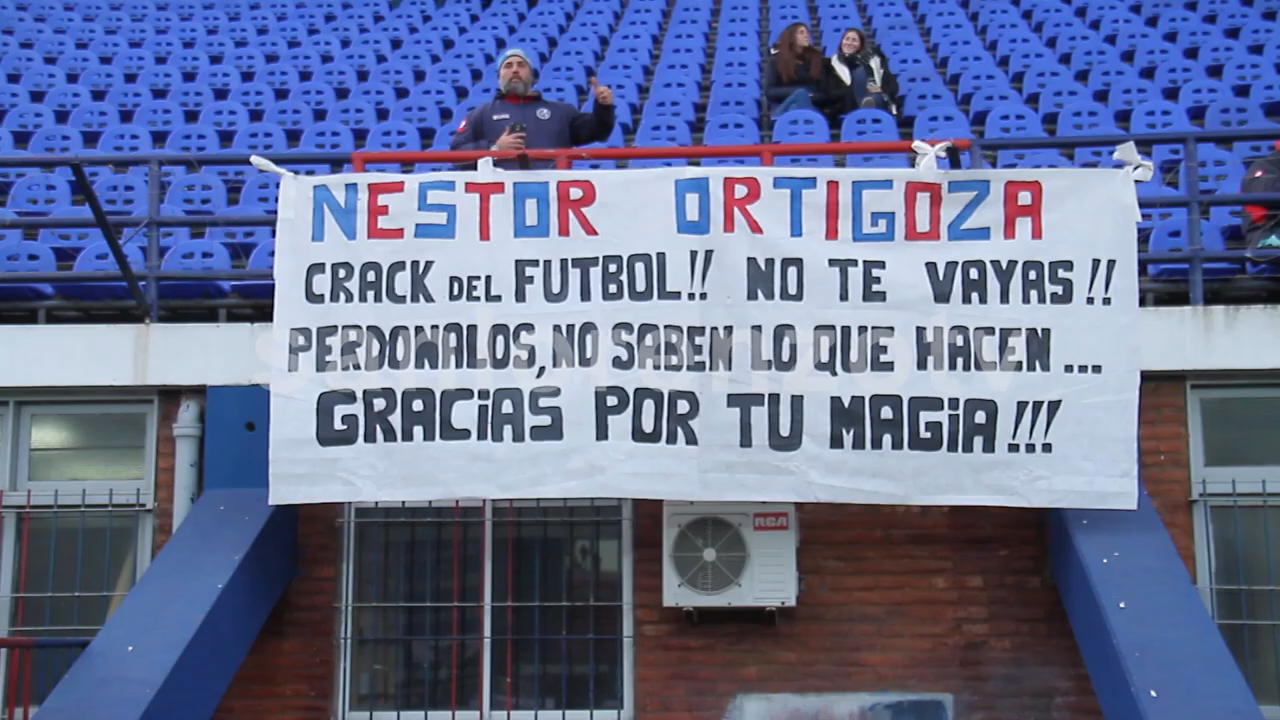 NESTOR ORTIGOZA
CRACK DEL FUTBOL!! NO TE VAYAS!!
PERDONALOS, NO SABEN LO QUE HACEN...
GRACiAS POR TU MAGiA!!!
RCA